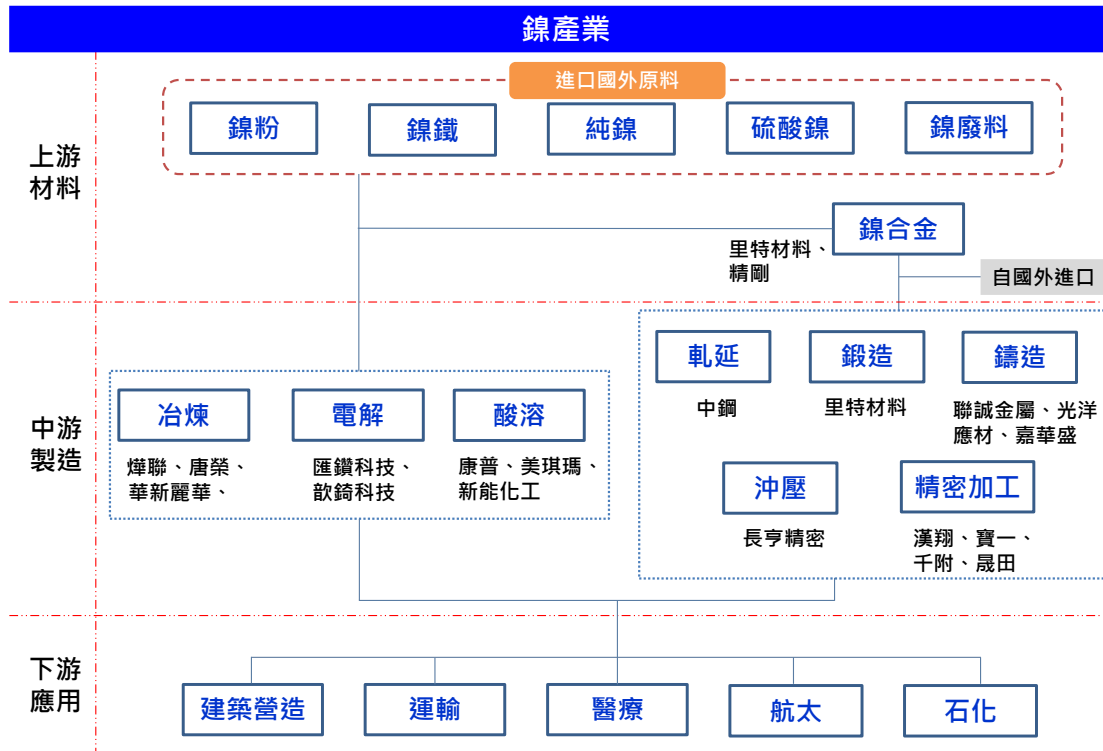 鎳產業
進口國外原料
鎳粉
鎳鐵
純鎳
硫酸鎳
鎳廢料
上游
材料
鎳合金
里特材料、
精剛
自國外進口
中游
製造
冶煉
燁聯、唐榮、
華新麗華、
電解
匯鑽科技、
歆錡科技
酸溶
康普、美琪瑪、
新能化工
軋延
中鋼
鍛造
里特材料
鑄造
聯誠金屬、光洋
應材、嘉華盛
沖壓
長亨精密
精密加工
漢翔、寶一、
千附、晟田
下游
應用
建築營造
運輸
醫療
航太
石化